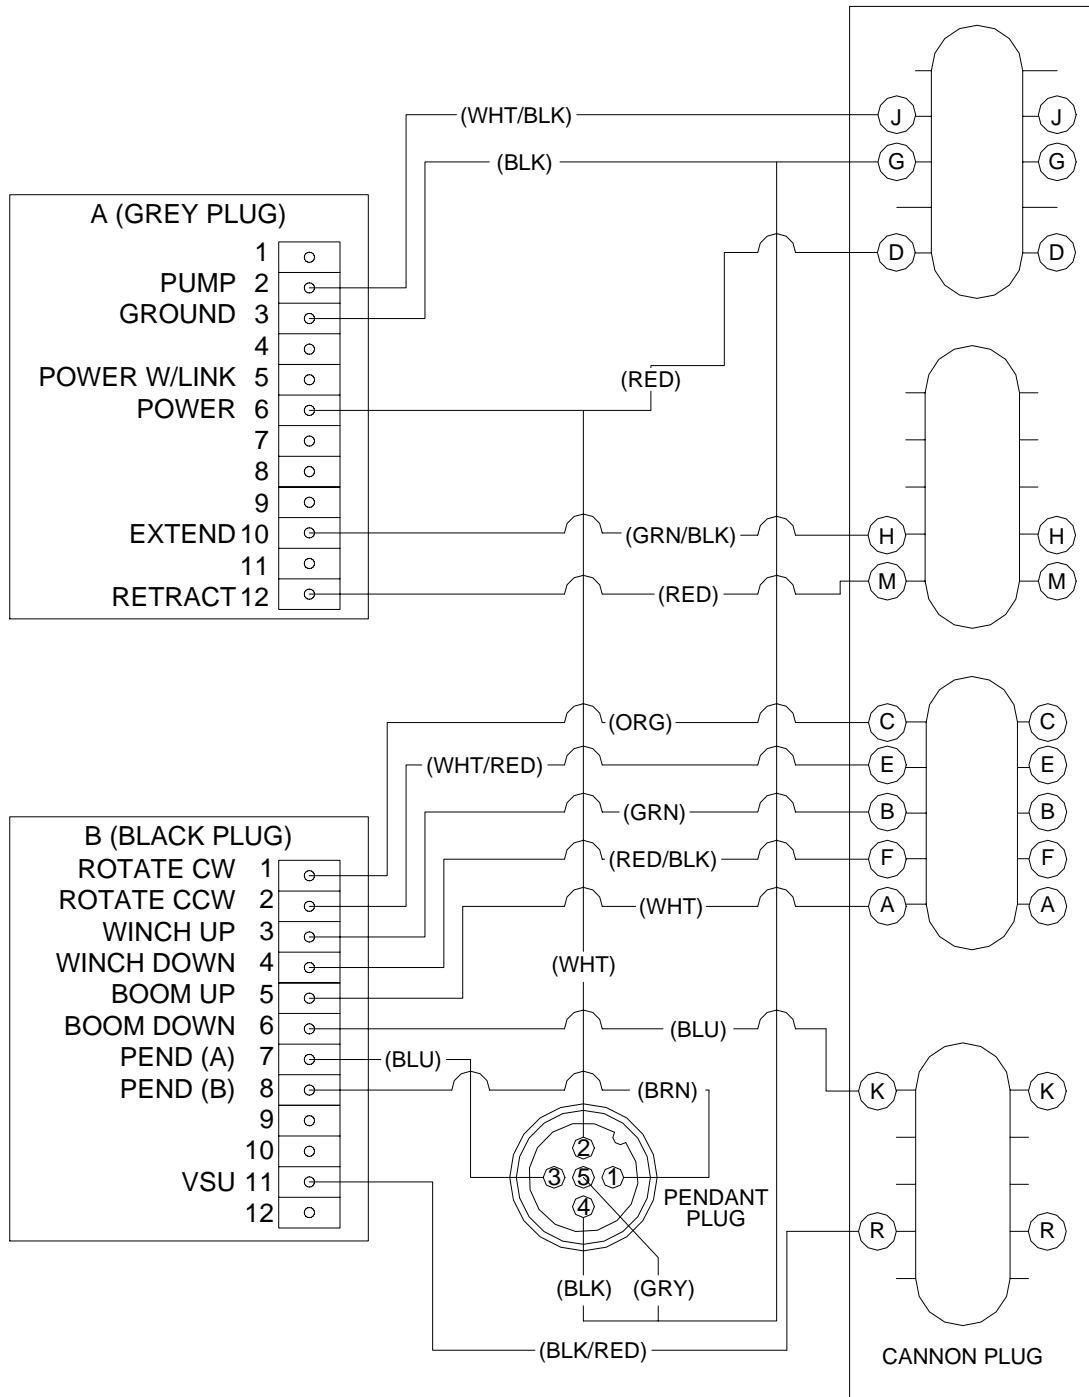 (WHT/BLK)
J J
(BLK)
G G
A (GREY PLUG)
1
PUMP 2
GROUND 3
D D
4
POWER W/LINK 5
(RED)
POWER 6
7
8
9
EXTEND 10
(GRN/BLK)
H H
11
M M
RETRACT 12
(RED)
(ORG)
C C
(WHT/RED)
E E
(GRN)
B B
B (BLACK PLUG)
ROTATE CW 1
(RED/BLK)
F F
ROTATE CCW 2
(WHT)
A A
WINCH UP 3
WINCH DOWN 4
(WHT)
BOOM UP 5
BOOM DOWN 6
(BLU)
PEND (A) 7
(BLU)
PEND (B) 8
(BRN)
K K
9
10
2
VSU 11
3 5 1
PENDANT
PLUG
4
12
R R
(BLK) (GRY)
(BLK/RED)
CANNON PLUG